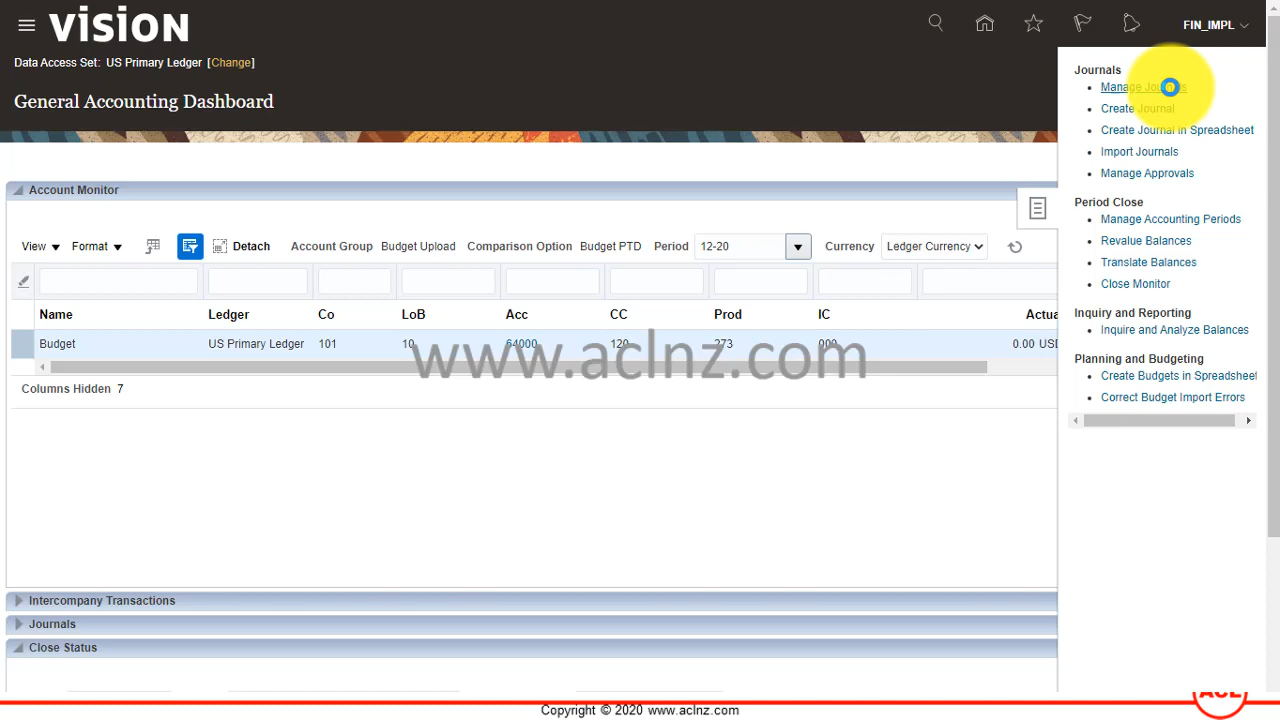 vision
FIN_IMPL
Data Access Set: US Primary Ledger [Change]
General Accounting Dashboard
Journals
Manage Journals
Create Journal
Create Journal in Spreadsheet
Import Journals
Manage Approvals
Period Close
Manage Accounting Periods
Revalue Balances
Translate Balances
Close Monitor
Inquiry and Reporting
Inquire and Analyze Balances
Planning and Budgeting
Create Budgets in Spreadsheet
Correct Budget Import Errors
Account Monitor
View Format Detach Account Group Budget Upload Comparison Option Budget PTD Period 12-20 Currency Ledger Currency
Name Ledger Co LoB Acc CC Prod IC Actua
Budget US Primary Ledger 101 10 64000 120 273 000 0.00 USD
www.aclnz.com
Columns Hidden 7
Intercompany Transactions
Journals
Close Status
ACL
Copyright © 2020 www.aclnz.com